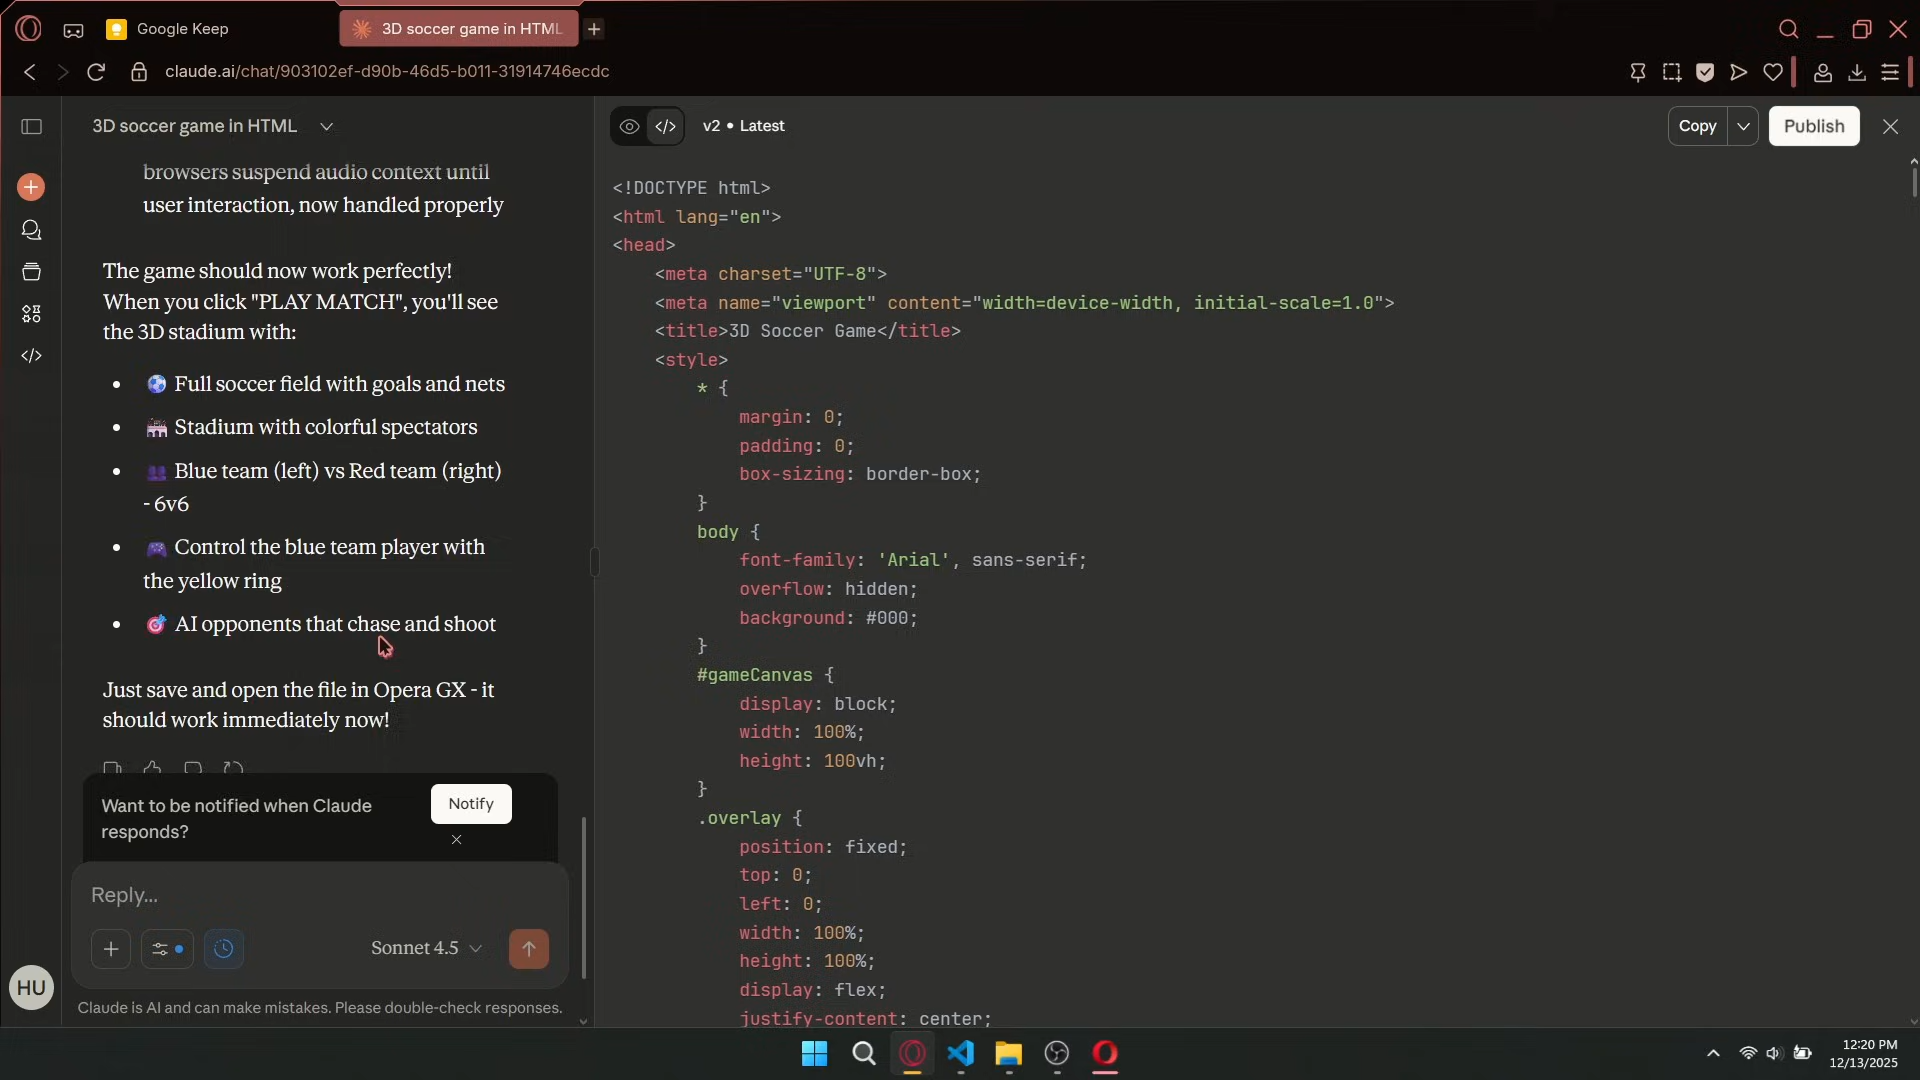 Google Keep
3D soccer game in HTML
claude.ai/chat/903102ef-d90b-46d5-b011-31914746ecdc
3D soccer game in HTML
browsers suspend audio context until
user interaction, now handled properly
The game should now work perfectly!
When you click "PLAY MATCH", you'll see
the 3D stadium with:
• ⚽ Full soccer field with goals and nets
• 🏟️ Stadium with colorful spectators
• 👥 Blue team (left) vs Red team (right)
- 6v6
• 🎮 Control the blue team player with
the yellow ring
• 🎯 AI opponents that chase and shoot
Just save and open the file in Opera GX - it
should work immediately now!
Want to be notified when Claude
responds?
Notify
Reply...
Sonnet 4.5
HU
Claude is AI and can make mistakes. Please double-check responses.
v2 • Latest
Copy
Publish
<!DOCTYPE html>
<html lang="en">
<head>
<meta charset="UTF-8">
<meta name="viewport" content="width=device-width, initial-scale=1.0">
<title>3D Soccer Game</title>
<style>
* {
margin: 0;
padding: 0;
box-sizing: border-box;
}
body {
font-family: 'Arial', sans-serif;
overflow: hidden;
background: #000;
}
#gameCanvas {
display: block;
width: 100%;
height: 100vh;
}
.overlay {
position: fixed;
top: 0;
left: 0;
width: 100%;
height: 100%;
display: flex;
justify-content: center;
12:20 PM
12/13/2025